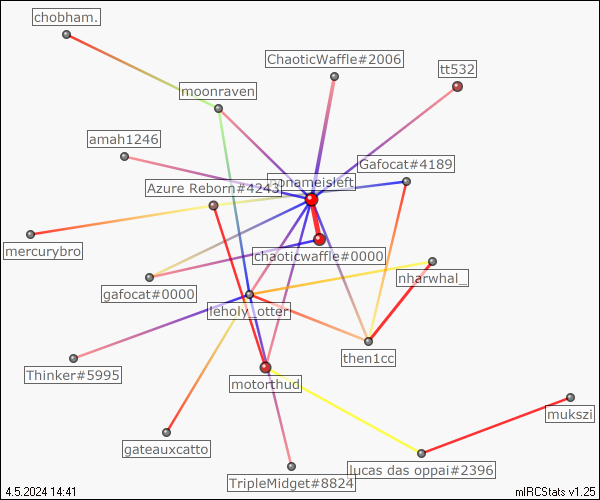 chobham.
ChaoticWaffle#2006
tt532
moonraven
amah1246
Gafocat#4189
nonameisleft
Azure Reborn#4243
mercurybro
chaoticwaffle#0000
nharwhal_
gafocat#0000
leholy_otter
then1cc
Thinker#5995
motorthud
mukszi
gateauxcatto
lucas das oppai#2396
TripleMidget#8824
4.5.2024 14:41
mIRCStats v1.25